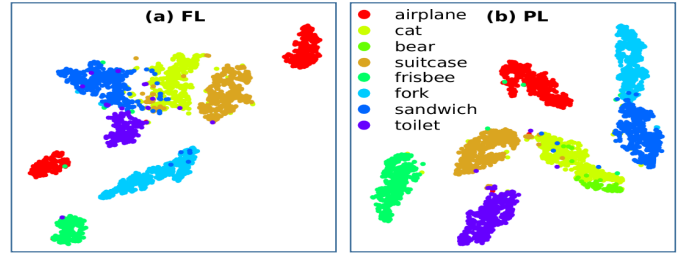 (a) FL
(b) PL
airplane
cat
bear
suitcase
frisbee
fork
sandwich
toilet